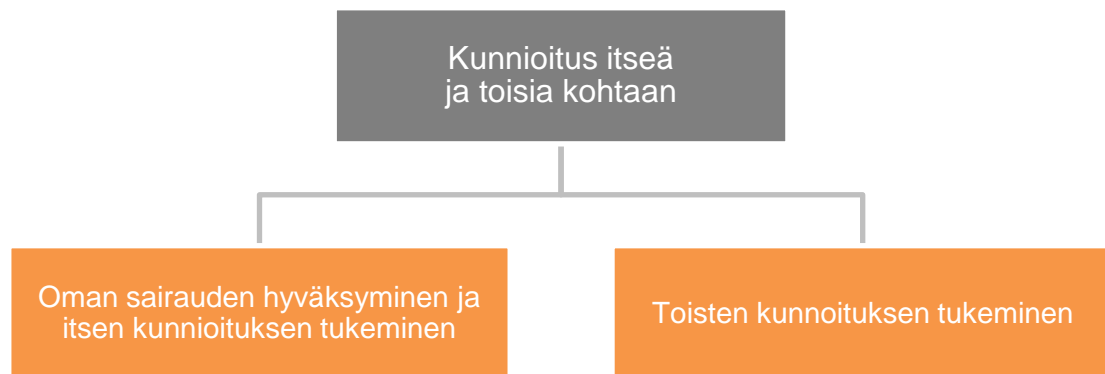 Kunnioitus itseä
ja toisia kohtaan
Oman sairauden hyväksyminen ja
itsen kunnioituksen tukeminen
Toisten kunnoituksen tukeminen